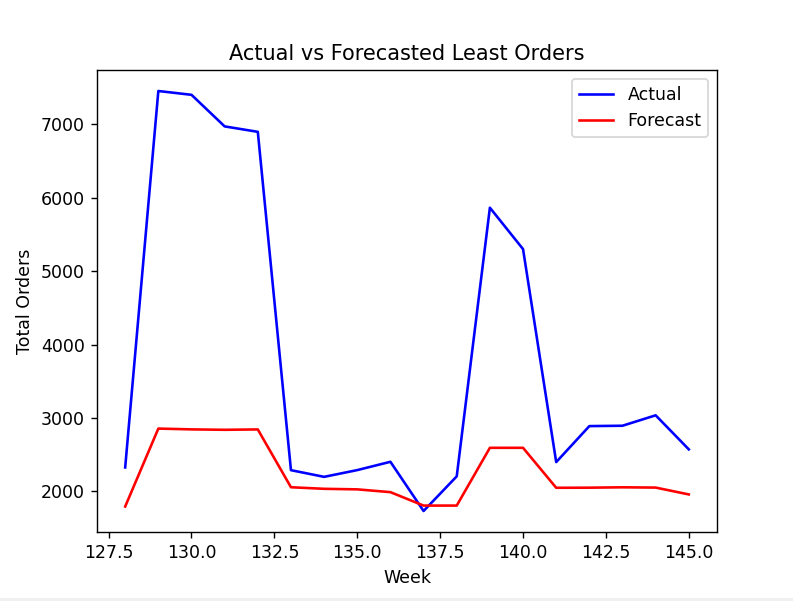 Actual vs Forecasted Least Orders
Actual
Forecast
7000
6000
5000
4000
3000
2000
Total Orders
127.5 130.0 132.5 135.0 137.5 140.0 142.5 145.0
Week